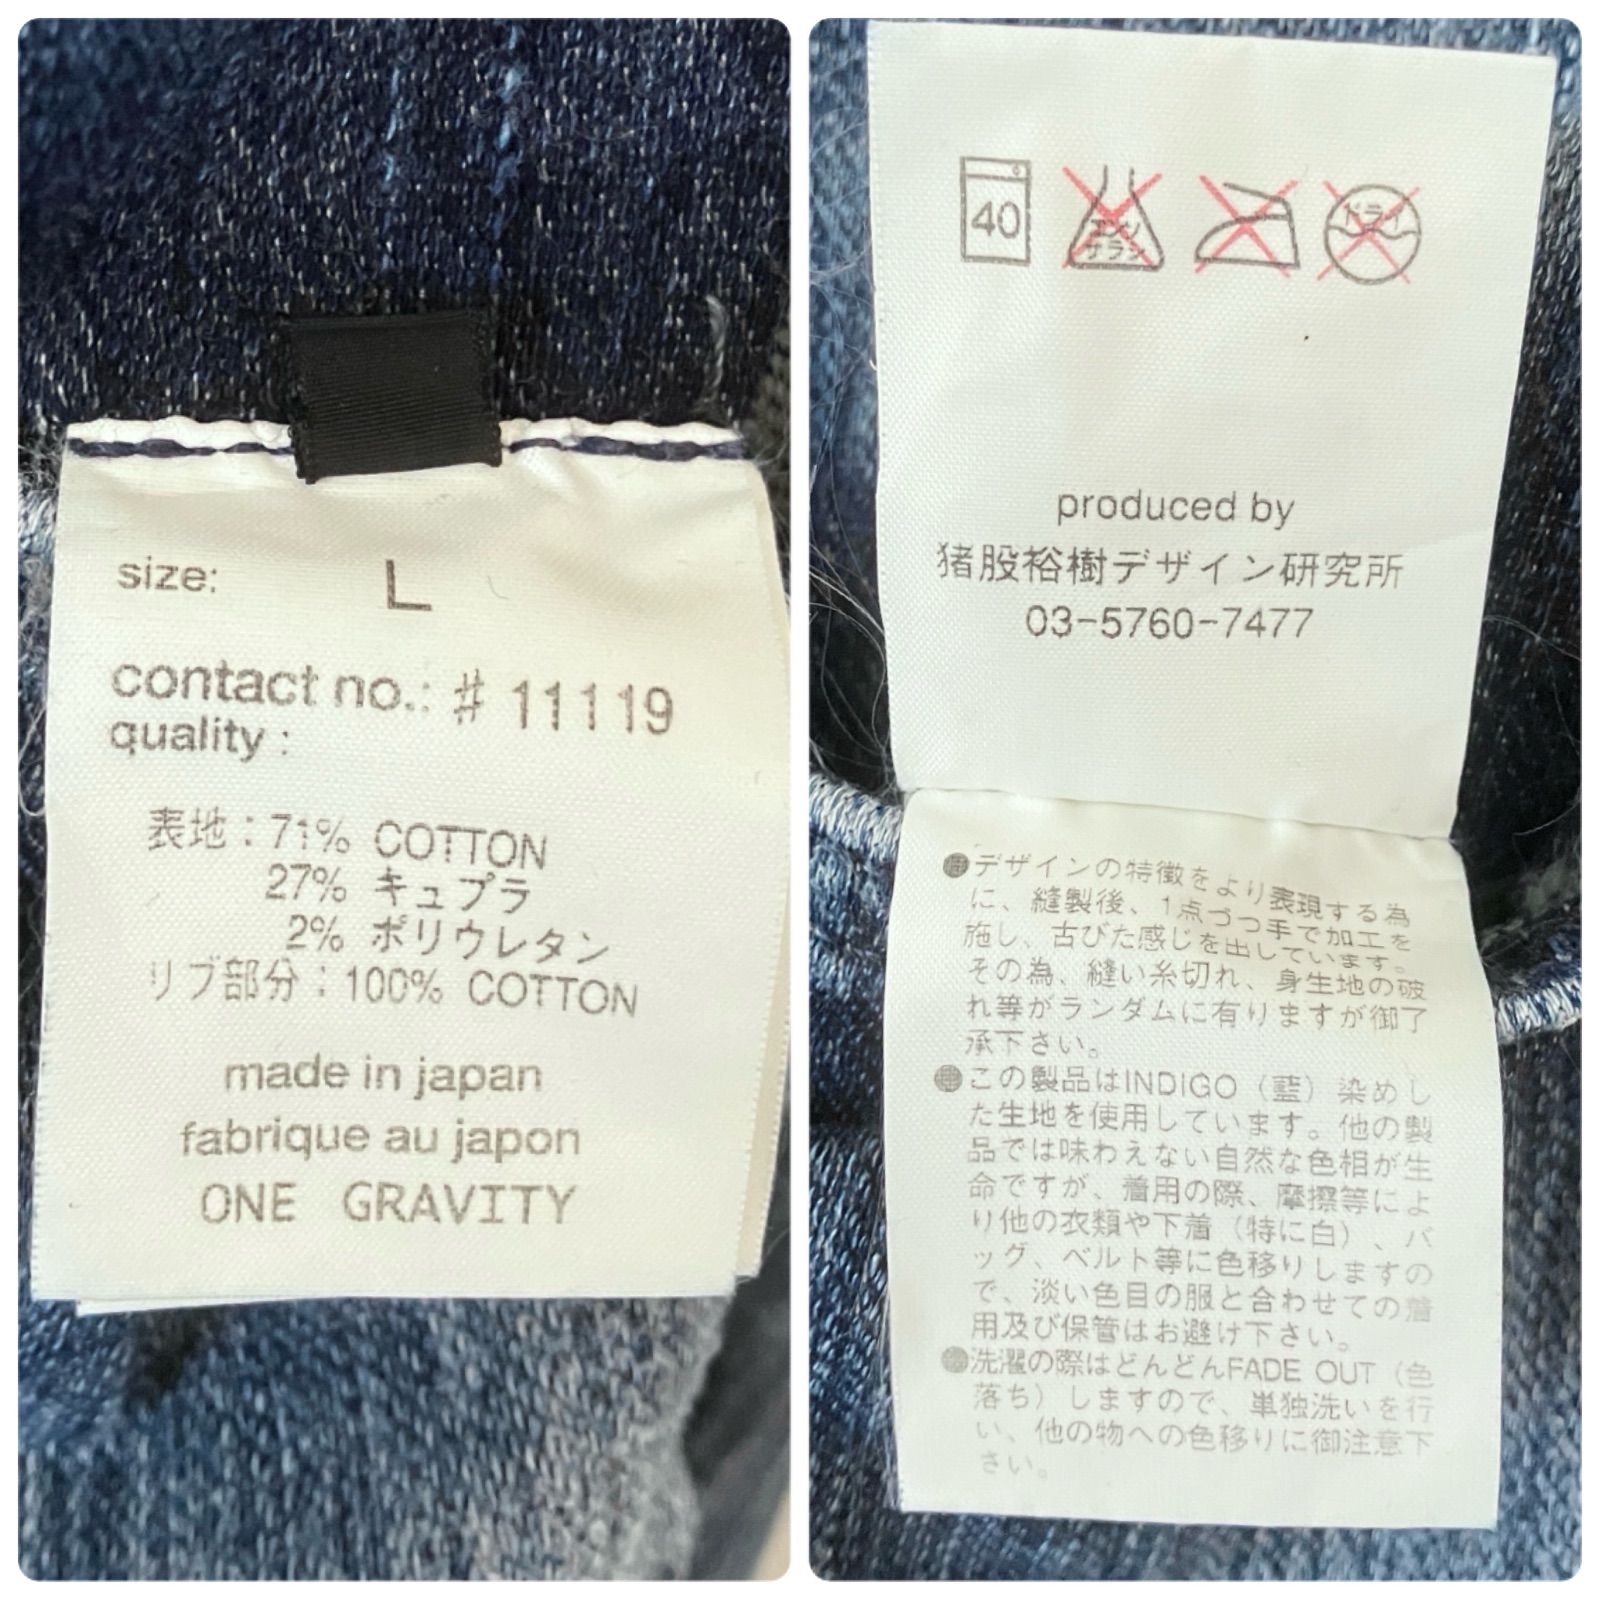 size: L
contact no.: # 11119
quality :
表地 : 71% COTTON
27% キュプラ
2% ポリウレタン
リブ部分 : 100% COTTON
made in japan
fabrique au japon
ONE GRAVITY
40
エンソ
サラシ
ドライ
produced by
猪股裕樹デザイン研究所
03-5760-7477
●デザインの特徴をより表現する為
に、縫製後、1点づつ手で加工を
施し、古びた感じを出しています。
その為、縫い糸切れ、身生地の破
れ等がランダムに有りますが御了
承下さい。
●この製品はINDIGO（藍）染めし
た生地を使用しています。他の製
品では味わえない自然な色相が生
命ですが、着用の際、摩擦等によ
り他の衣類や下着（特に白）、バ
ッグ、ベルト等に色移りしますの
で、淡い色目の服と合わせての着
用及び保管はお避け下さい。
●洗濯の際はどんどんFADE OUT（色
落ち）しますので、単独洗いを行
い、他の物への色移りに御注意下
さい。